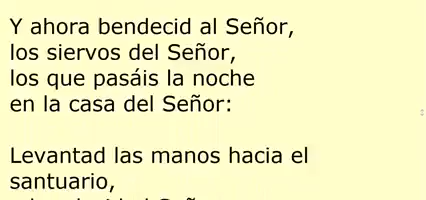 Y ahora bendecid al Señor,
los siervos del Señor,
los que pasáis la noche
en la casa del Señor:
Levantad las manos hacia el
santuario,